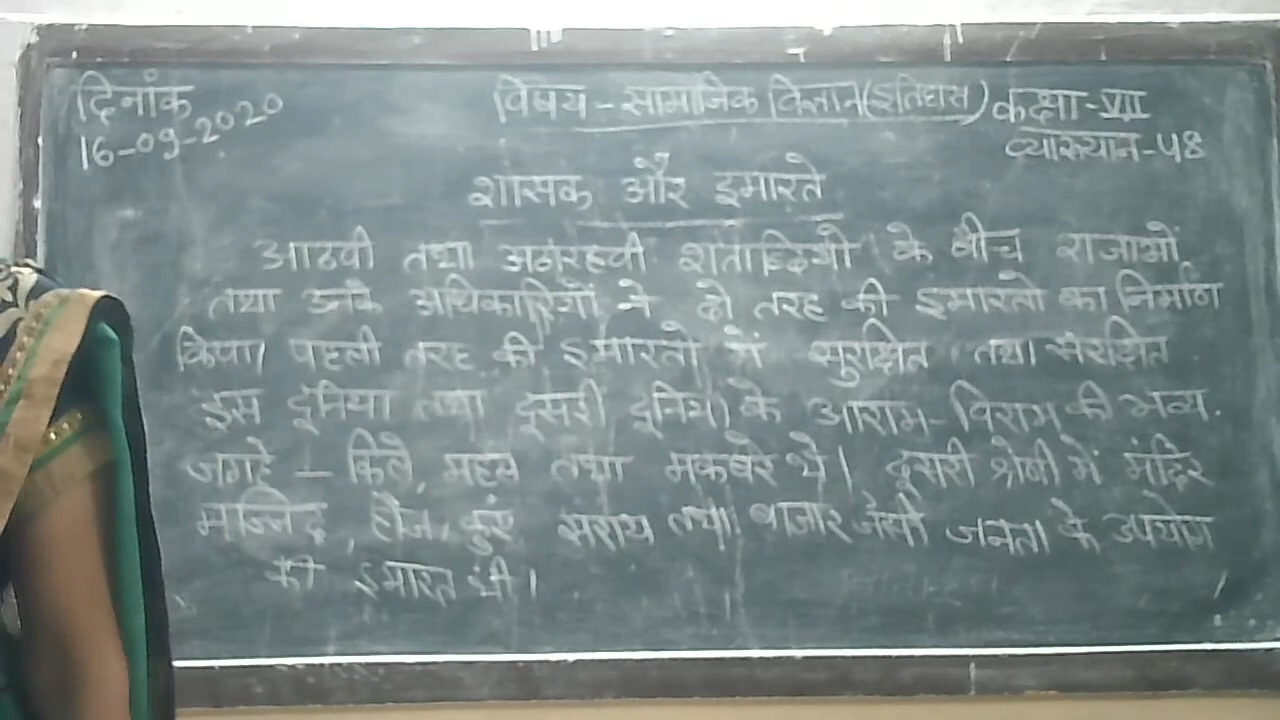 दिनांक
16-09-2020
विषय - सामाजिक विज्ञान (इतिहास)
कक्षा - VII
व्याख्यान - 48
शासक और इमारते
आठवी तथा अठारहवी शताब्दियो के बीच राजाओं
तथा उनके अधिकारियों ने दो तरह की इमारतो का निर्माण
किया। पहली तरह की इमारतो में सुरक्षित तथा संरक्षित
इस दुनिया तथा दूसरी दुनिया के आराम-विराम की भव्य
जगहे - किले, महल तथा मकबरे थे। दूसरी श्रेणी में मंदिर
मस्जिद, हौज, कुएं, सराय तथा बाजार जैसी जनता के उपयोग
की इमारत थी।